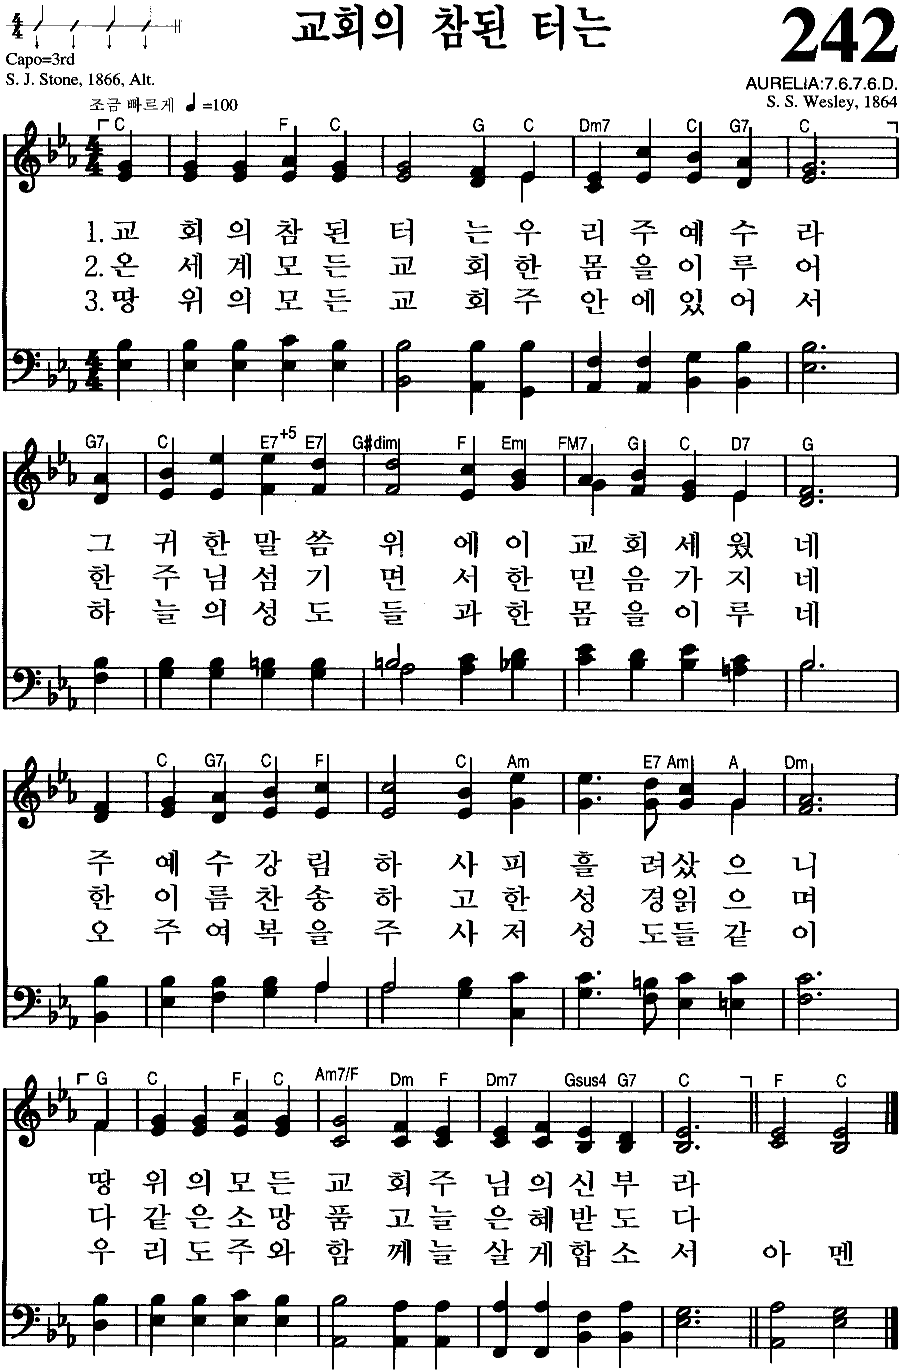 교회의 참된 터는
242
Capo=3rd
S. J. Stone, 1866, Alt.
AURELIA:7.6.7.6.D.
S. S. Wesley, 1864
조금 빠르게 ♩=100
C F C G C Dm7 C G7 C
1. 교 회 의 참 된 터 는 우 리 주 예 수 라
2. 온 세 계 모 든 교 회 한 몸 을 이 루 어
3. 땅 위 의 모 든 교 회 주 안 에 있 어 서
G7 C E7+5 E7 G#dim F Em FM7 G C D7 G
그 귀 한 말 씀 위 에 이 교 회 세 웠 네
한 주 님 섬 기 면 서 한 믿 음 가 지 네
하 늘 의 성 도 들 과 한 몸 을 이 루 네
C G7 C F C Am E7 Am A Dm
주 예 수 강 림 하 사 피 흘 려 샀 으 니
한 이 름 찬 송 하 고 한 성 경 읽 으 며
오 주 여 복 을 주 사 저 성 도 들 같 이
G C F C Am7/F Dm F Dm7 Gsus4 G7 C F C
땅 위 의 모 든 교 회 주 님 의 신 부 라
다 같 은 소 망 품 고 늘 은 혜 받 도 다
우 리 도 주 와 함 께 늘 살 게 합 소 서 아 멘